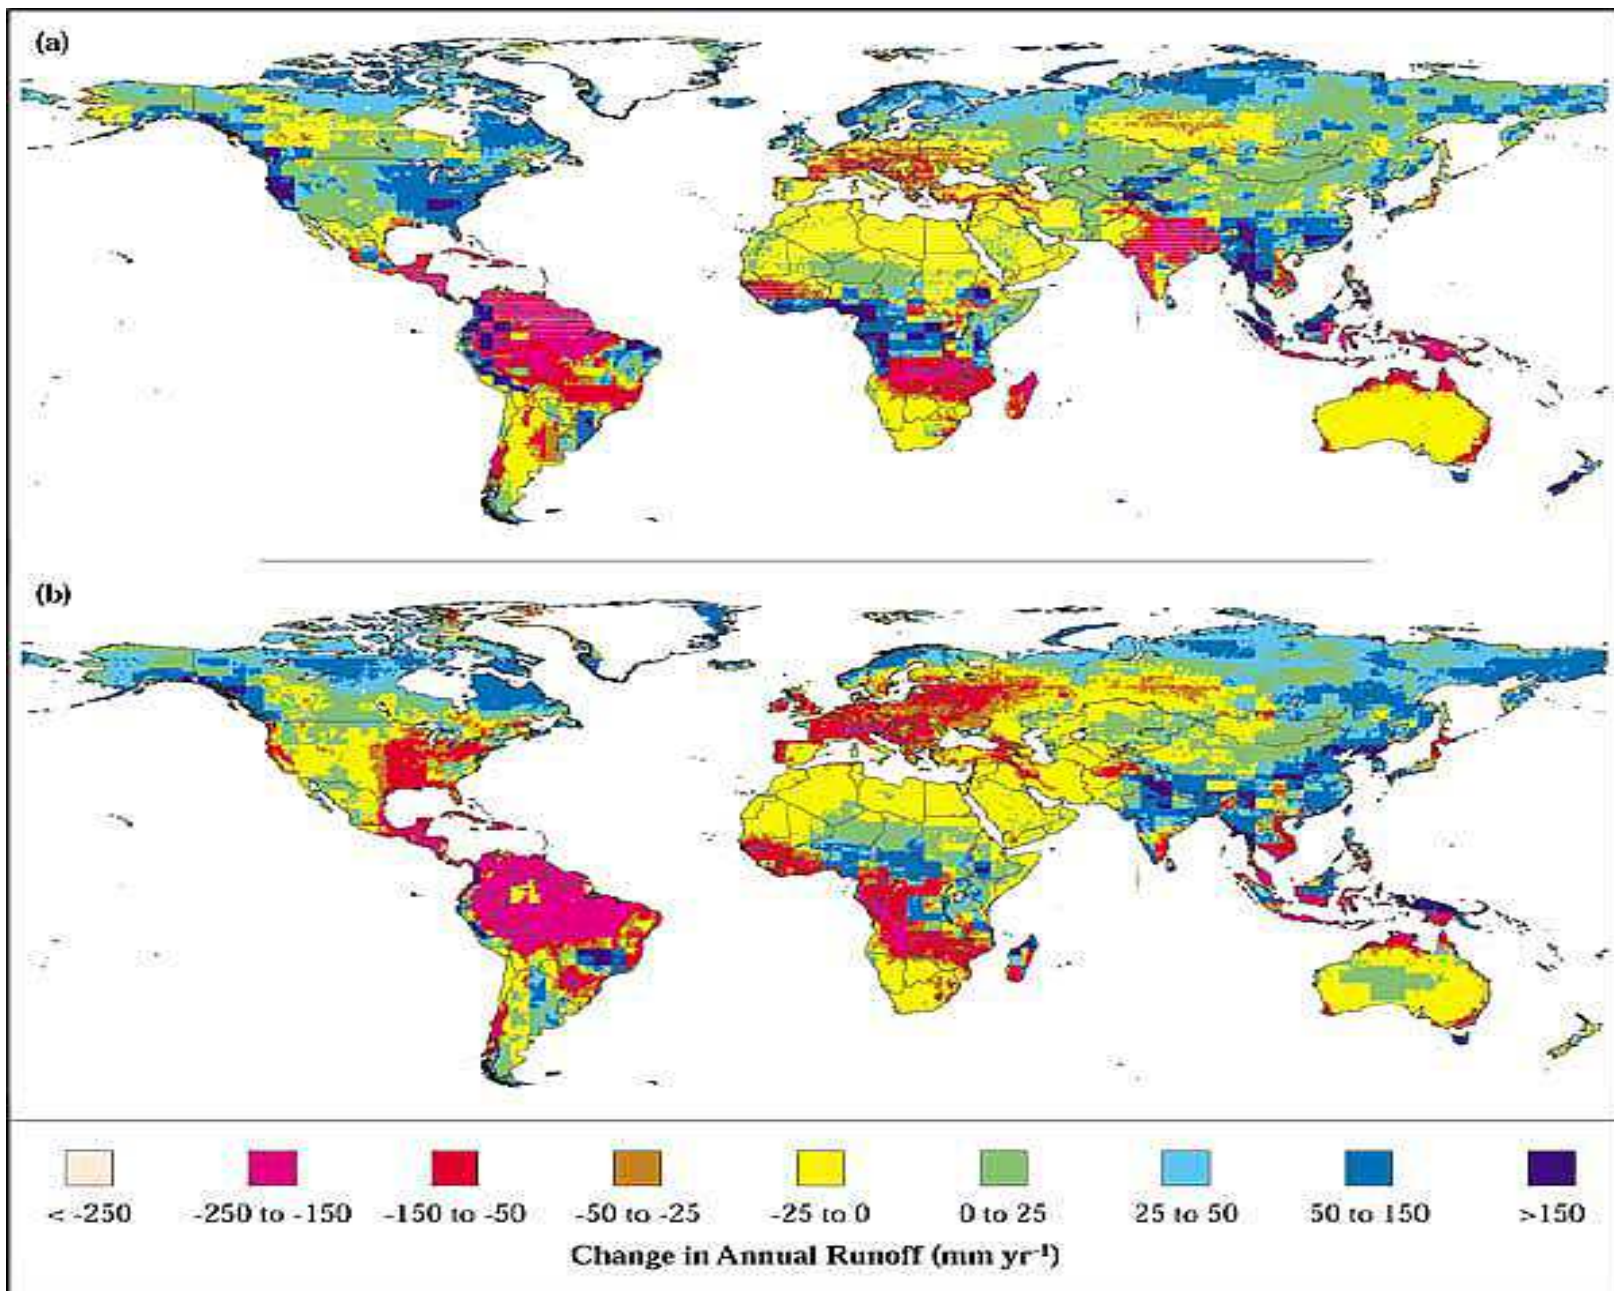 (a)
(b)
< -250 -250 to -150 -150 to -50 -50 to -25 -25 to 0 0 to 25 25 to 50 50 to 150 >150
Change in Annual Runoff (mm yr⁻¹)